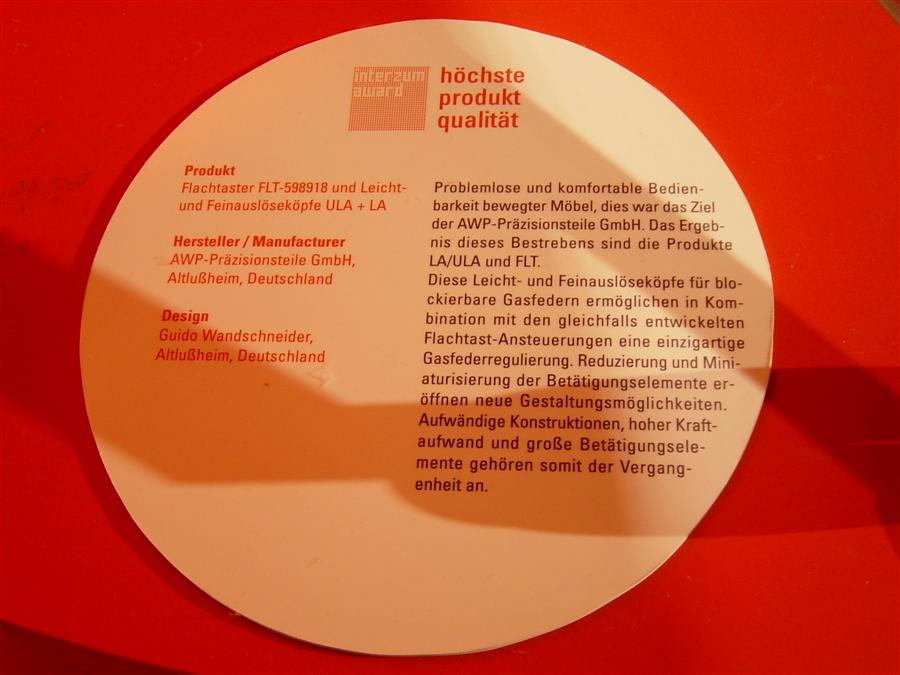 interzum
award
höchste
produkt
qualität
Produkt
Flachtaster FLT-598918 und Leicht-
und Feinauslöseköpfe ULA + LA
Hersteller / Manufacturer
AWP-Präzisionsteile GmbH,
Altlußheim, Deutschland
Design
Guido Wandschneider,
Altlußheim, Deutschland
Problemlose und komfortable Bedien-
barkeit bewegter Möbel, dies war das Ziel
der AWP-Präzisionsteile GmbH. Das Ergeb-
nis dieses Bestrebens sind die Produkte
LA/ULA und FLT.
Diese Leicht- und Feinauslöseköpfe für blo-
ckierbare Gasfedern ermöglichen in Kom-
bination mit den gleichfalls entwickelten
Flachtast-Ansteuerungen eine einzigartige
Gasfederregulierung. Reduzierung und Mini-
aturisierung der Betätigungselemente er-
öffnen neue Gestaltungsmöglichkeiten.
Aufwändige Konstruktionen, hoher Kraft-
aufwand und große Betätigungsele-
mente gehören somit der Vergang-
enheit an.